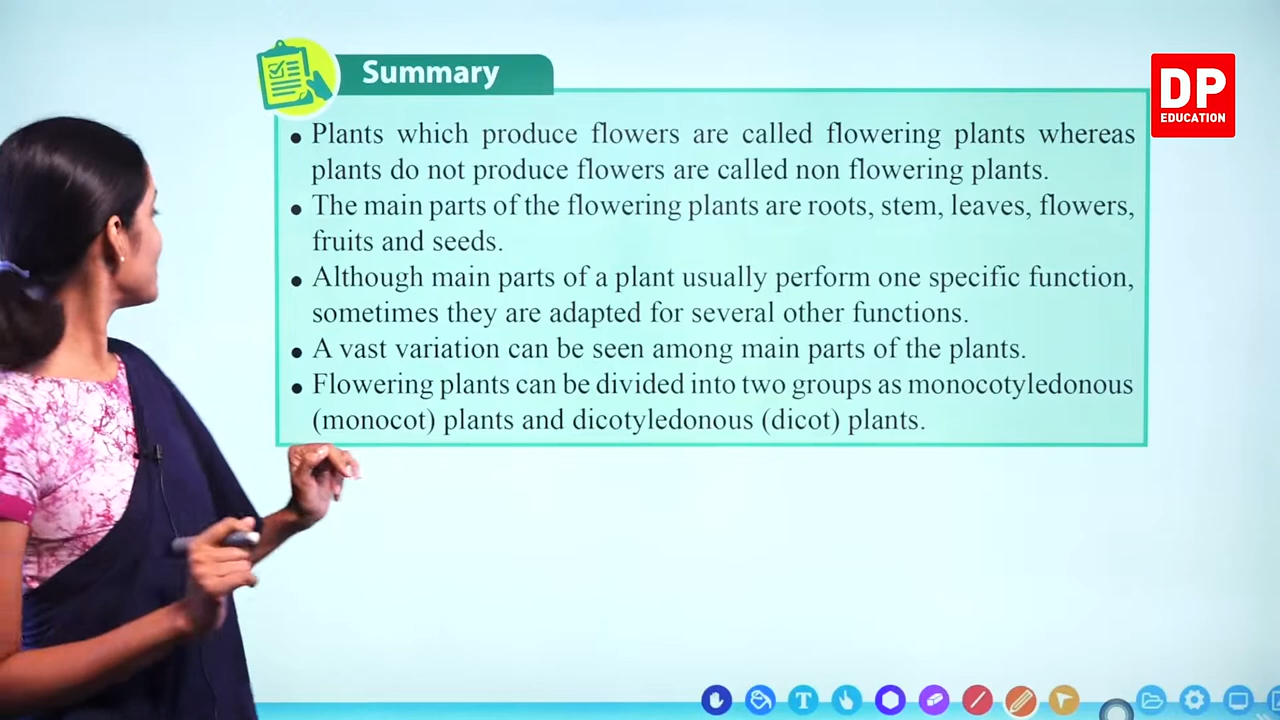 Summary
DP
EDUCATION
• Plants which produce flowers are called flowering plants whereas
plants do not produce flowers are called non flowering plants.
• The main parts of the flowering plants are roots, stem, leaves, flowers,
fruits and seeds.
• Although main parts of a plant usually perform one specific function,
sometimes they are adapted for several other functions.
• A vast variation can be seen among main parts of the plants.
• Flowering plants can be divided into two groups as monocotyledonous
(monocot) plants and dicotyledonous (dicot) plants.
T